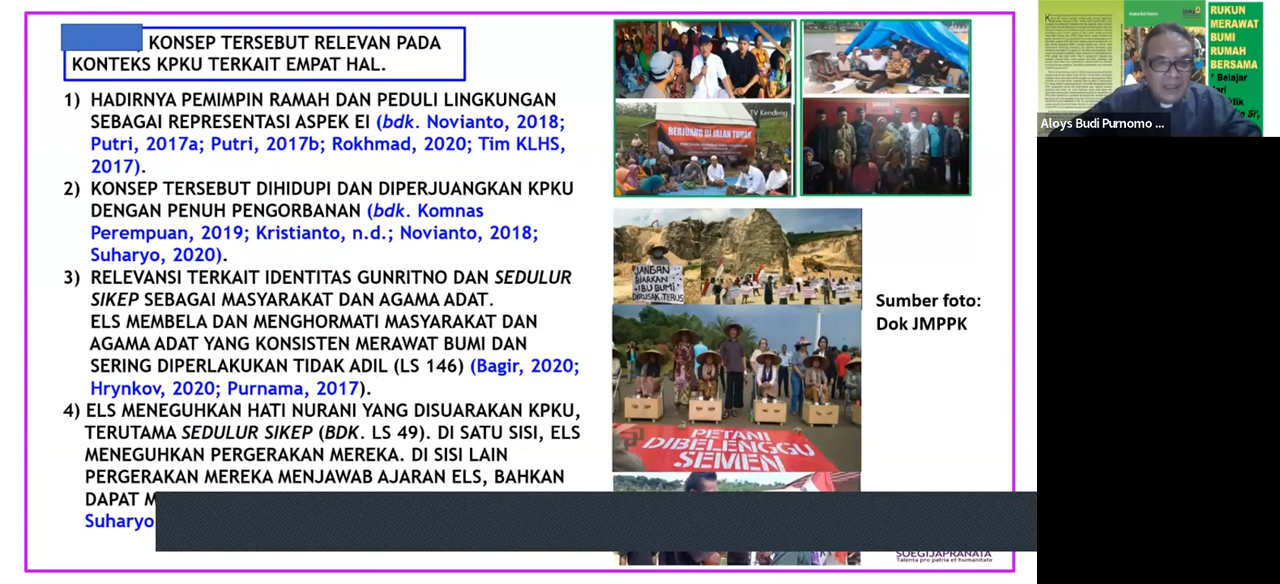 KONSEP TERSEBUT RELEVAN PADA
KONTEKS KPKU TERKAIT EMPAT HAL.
1) HADIRNYA PEMIMPIN RAMAH DAN PEDULI LINGKUNGAN
SEBAGAI REPRESENTASI ASPEK EI (bdk. Novianto, 2018;
Putri, 2017a; Putri, 2017b; Rokhmad, 2020; Tim KLHS,
2017).
2) KONSEP TERSEBUT DIHIDUPI DAN DIPERJUANGKAN KPKU
DENGAN PENUH PENGORBANAN (bdk. Komnas
Perempuan, 2019; Kristianto, n.d.; Novianto, 2018;
Suharyo, 2020).
3) RELEVANSI TERKAIT IDENTITAS GUNRITNO DAN SEDULUR
SIKEP SEBAGAI MASYARAKAT DAN AGAMA ADAT.
ELS MEMBELA DAN MENGHORMATI MASYARAKAT DAN
AGAMA ADAT YANG KONSISTEN MERAWAT BUMI DAN
SERING DIPERLAKUKAN TIDAK ADIL (LS 146) (Bagir, 2020;
Hrynkov, 2020; Purnama, 2017).
4) ELS MENEGUHKAN HATI NURANI YANG DISUARAKAN KPKU,
TERUTAMA SEDULUR SIKEP (BDK. LS 49). DI SATU SISI, ELS
MENEGUHKAN PERGERAKAN MEREKA. DI SISI LAIN
PERGERAKAN MEREKA MENJAWAB AJARAN ELS, BAHKAN
DAPAT
Suharyo
TV Kendeng
BERJUANG DI JALAN TUHAN
JANGAN
BIARKAN
IBU BUMI
DIRUSAK TERUS
PETANI
DIBELENGGU
SEMEN
Sumber foto:
Dok JMPPK
SOEGIJAPRANATA
Talenta pro patria et humanitate
RUKUN
MERAWAT
BUMI
RUMAH
BERSAMA
* Belajar
Aloys Budi Purnomo ...